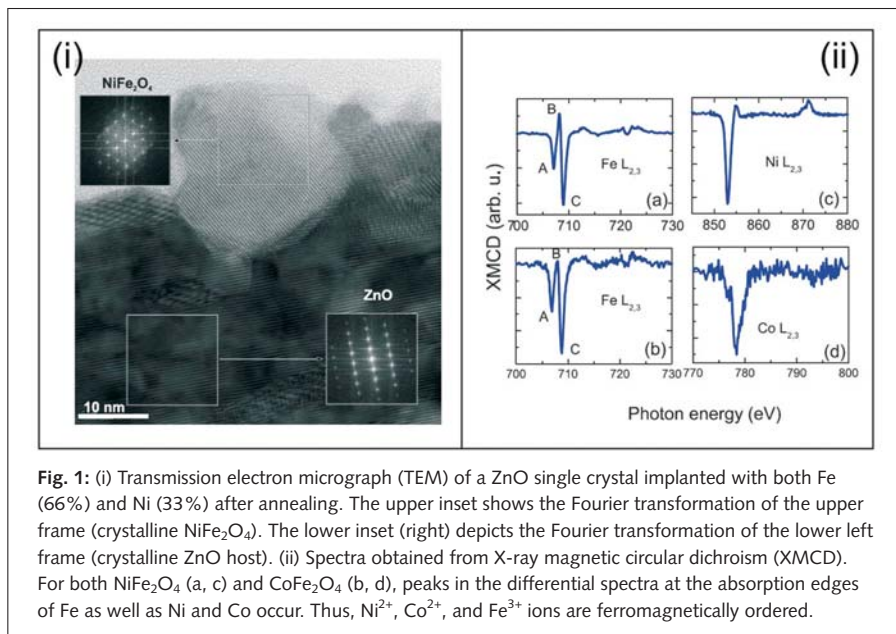 (i)
NiFe₂O₄
ZnO
10 nm
(ii)
XMCD (arb. u.)
B
A
C
Fe L₂,₃
(a)
700 710 720 730
Ni L₂,₃
(c)
850 860 870 880
B
A
C
Fe L₂,₃
(b)
700 710 720 730
Co L₂,₃
(d)
770 780 790 800
Photon energy (eV)
Fig. 1: (i) Transmission electron micrograph (TEM) of a ZnO single crystal implanted with both Fe
(66%) and Ni (33%) after annealing. The upper inset shows the Fourier transformation of the upper
frame (crystalline NiFe₂O₄). The lower inset (right) depicts the Fourier transformation of the lower left
frame (crystalline ZnO host). (ii) Spectra obtained from X-ray magnetic circular dichroism (XMCD).
For both NiFe₂O₄ (a, c) and CoFe₂O₄ (b, d), peaks in the differential spectra at the absorption edges
of Fe as well as Ni and Co occur. Thus, Ni²⁺, Co²⁺, and Fe³⁺ ions are ferromagnetically ordered.